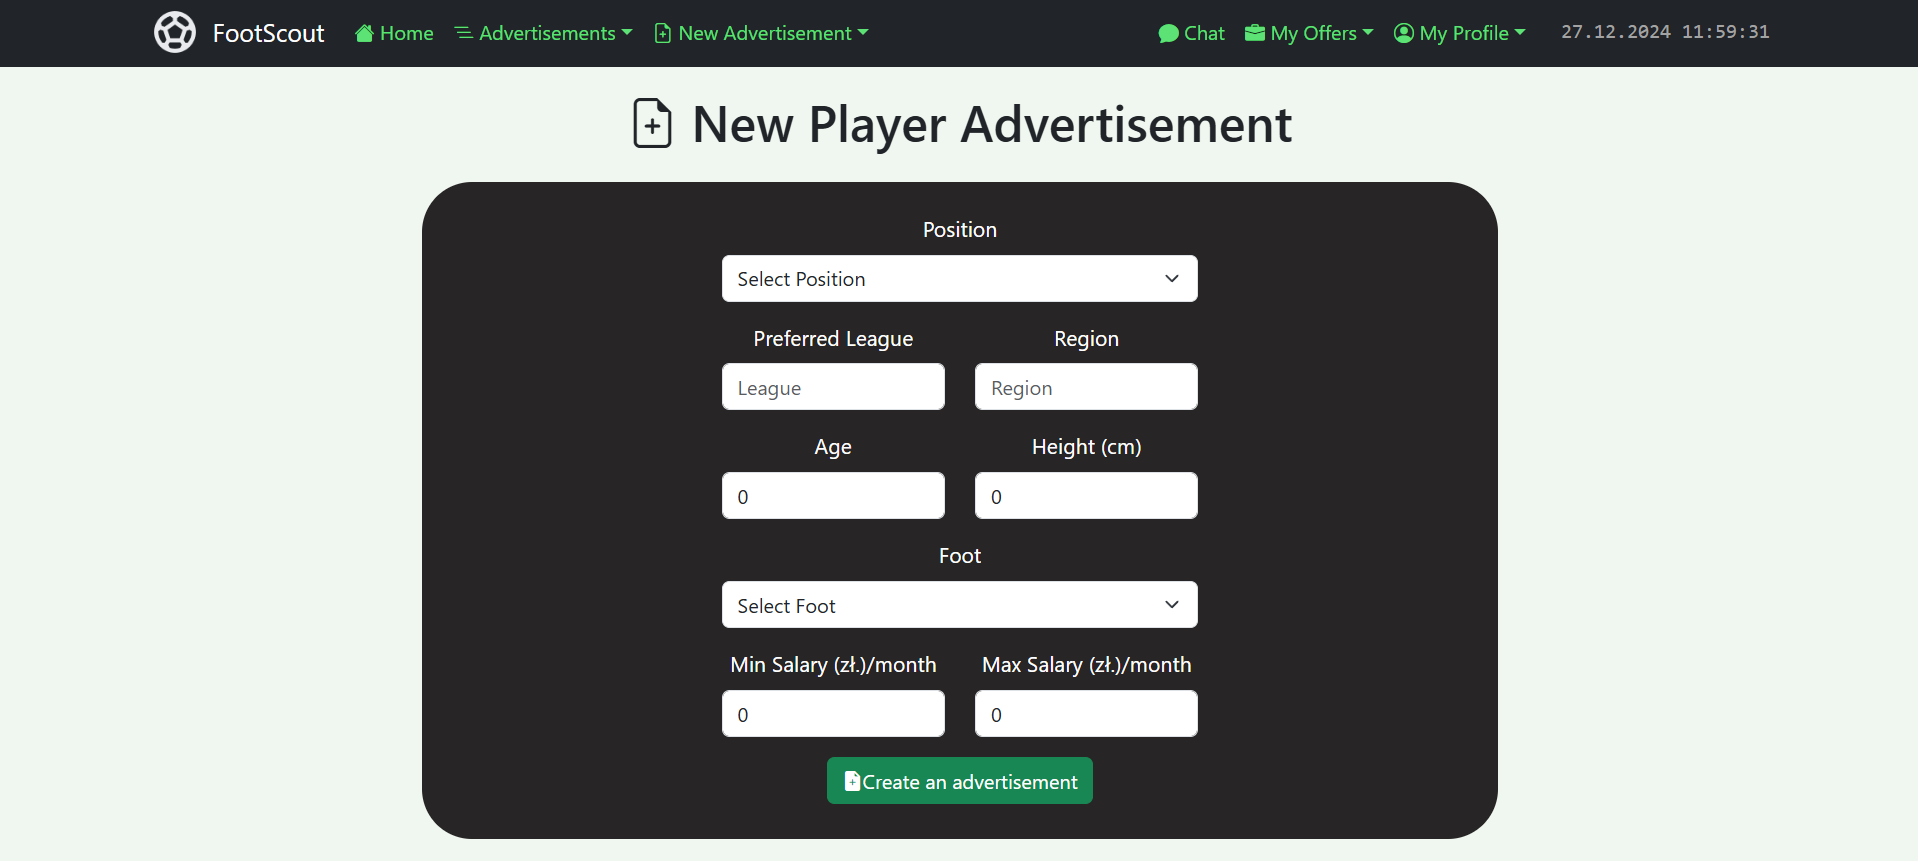 FootScout Home Advertisements New Advertisement Chat My Offers My Profile 27.12.2024 11:59:31
New Player Advertisement
Position
Select Position
Preferred League Region
League Region
Age Height (cm)
0 0
Foot
Select Foot
Min Salary (zł.)/month Max Salary (zł.)/month
0 0
Create an advertisement